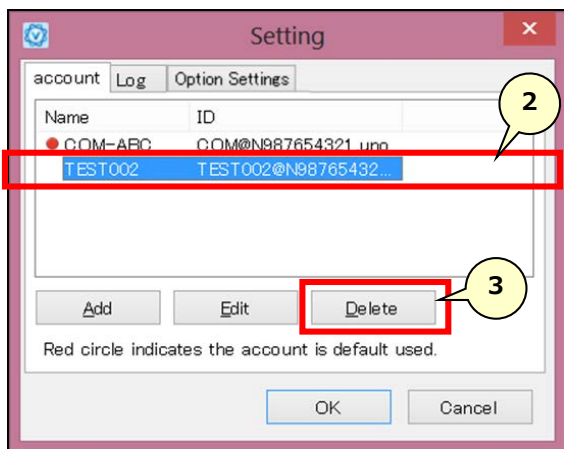 Setting
account Log Option Settings
2
Name ID
COM-ABC COM@N987654321.uno
TEST002 TEST002@N98765432...
3
Add Edit Delete
Red circle indicates the account is default used.
OK Cancel